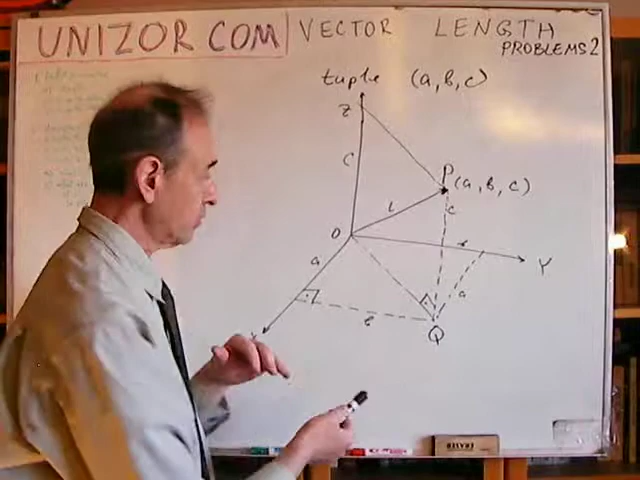 UNIZOR.COM VECTOR LENGTH
PROBLEMS 2
tuple (a, b, c)
Z
C
P (a, b, c)
l
c
O
a
Y
a
b
Q